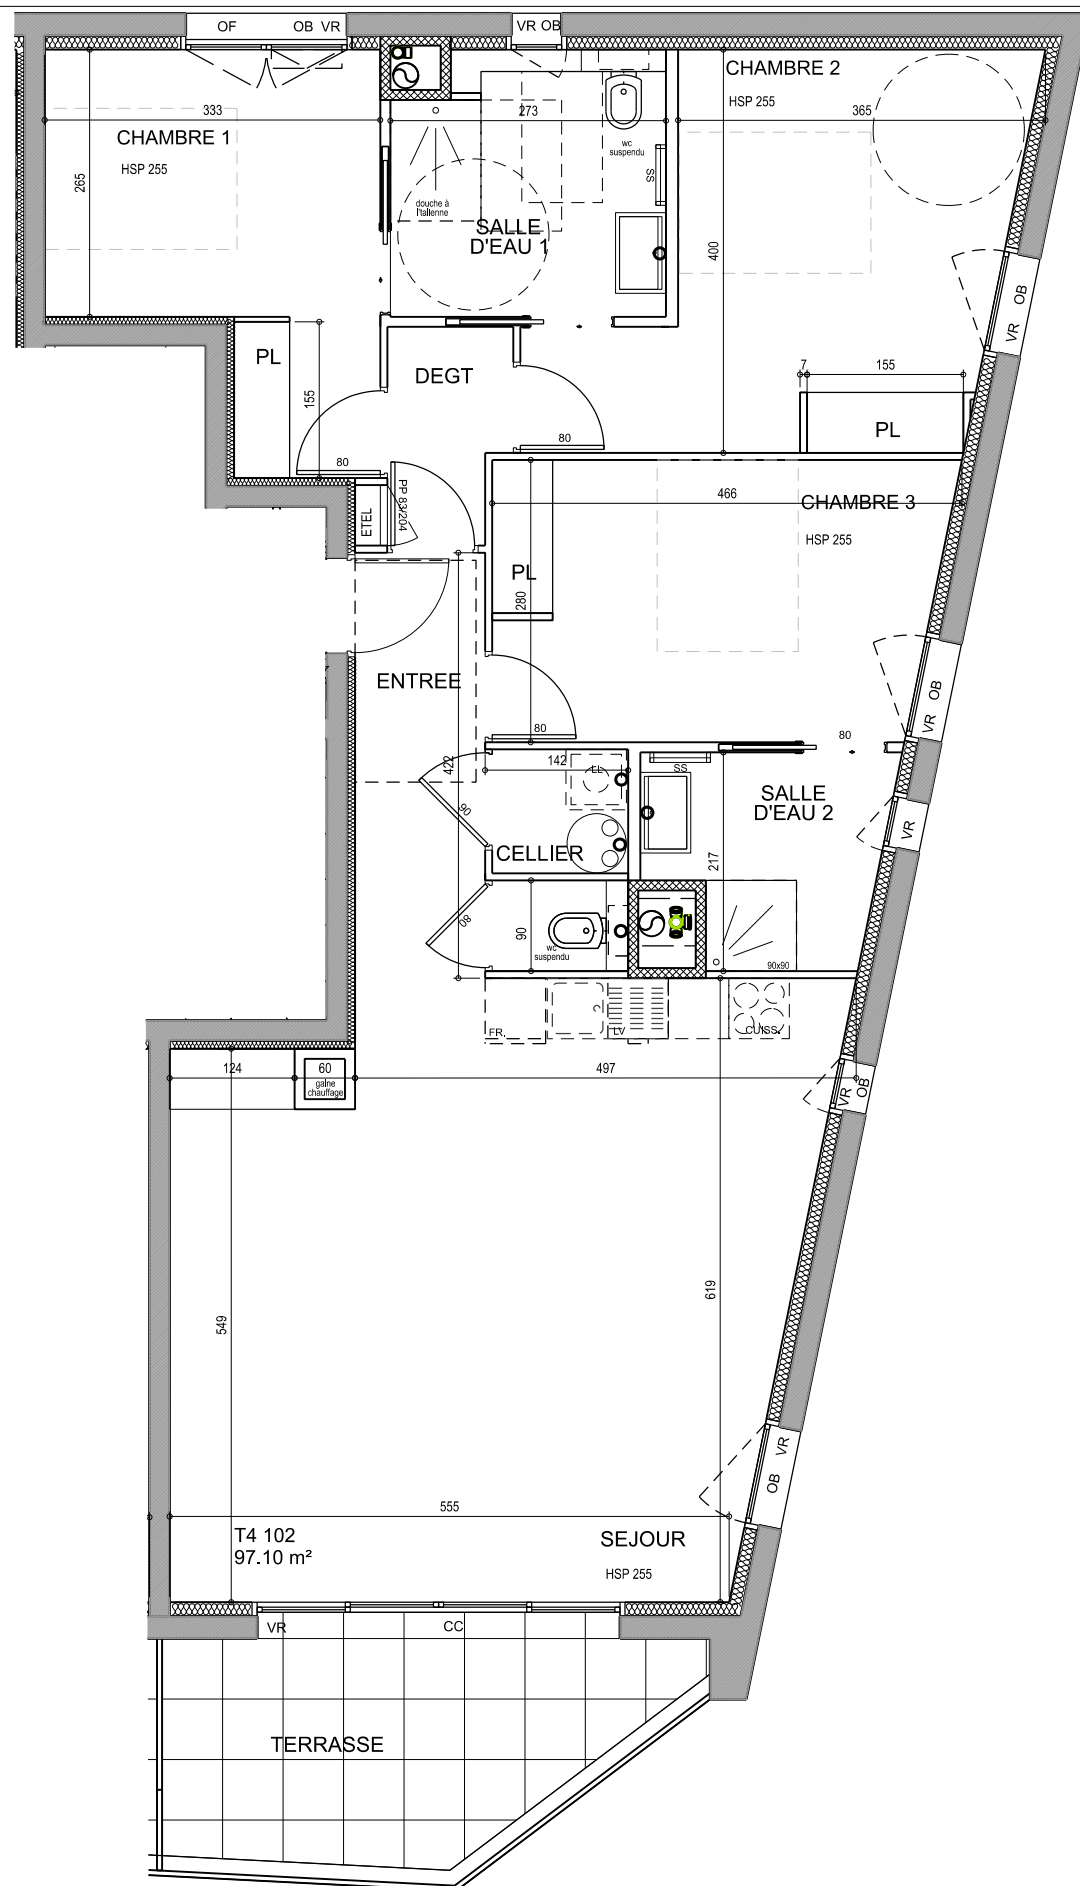 OF
OB VR
VR OB
333
CHAMBRE 1
HSP 255
265
273
wc
suspendu
SS
douche à
l'italienne
SALLE
D'EAU 1
CHAMBRE 2
HSP 255
365
400
OB
VR
PL
155
DEGT
80
80
7
155
PL
ETEL
PP 83/204
466
CHAMBRE 3
HSP 255
PL
280
ENTREE
80
80
OB
VR
422
142
LL
SS
90
CELLIER
SALLE
D'EAU 2
VR
217
80
90
wc
suspendu
90x90
FR.
LV
CUISS.
124
60
gaine
chauffage
497
VR
OB
549
619
VR
OB
555
T4 102
97.10 m²
SEJOUR
HSP 255
VR
CC
TERRASSE